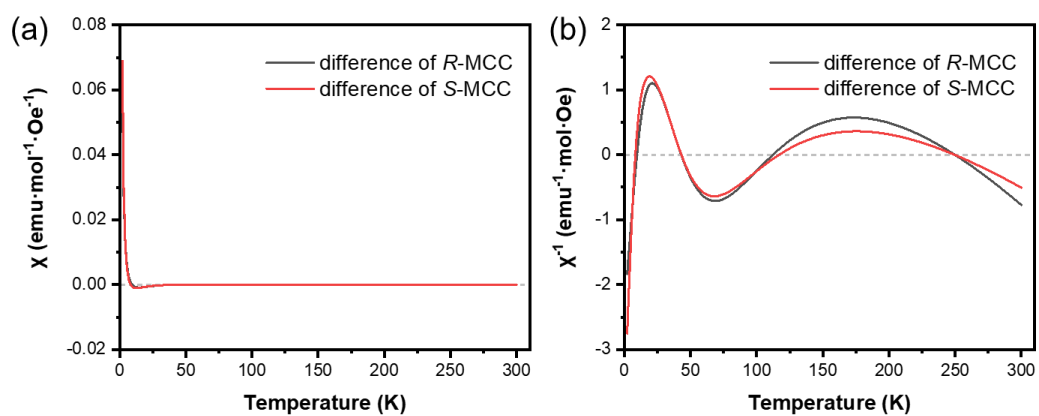 (a)
0.08
0.06
0.04
0.02
0.00
-0.02
χ (emu·mol⁻¹·Oe⁻¹)
difference of R-MCC
difference of S-MCC
0 50 100 150 200 250 300
Temperature (K)
(b)
2
1
0
-1
-2
-3
χ⁻¹ (emu⁻¹·mol·Oe)
difference of R-MCC
difference of S-MCC
0 50 100 150 200 250 300
Temperature (K)